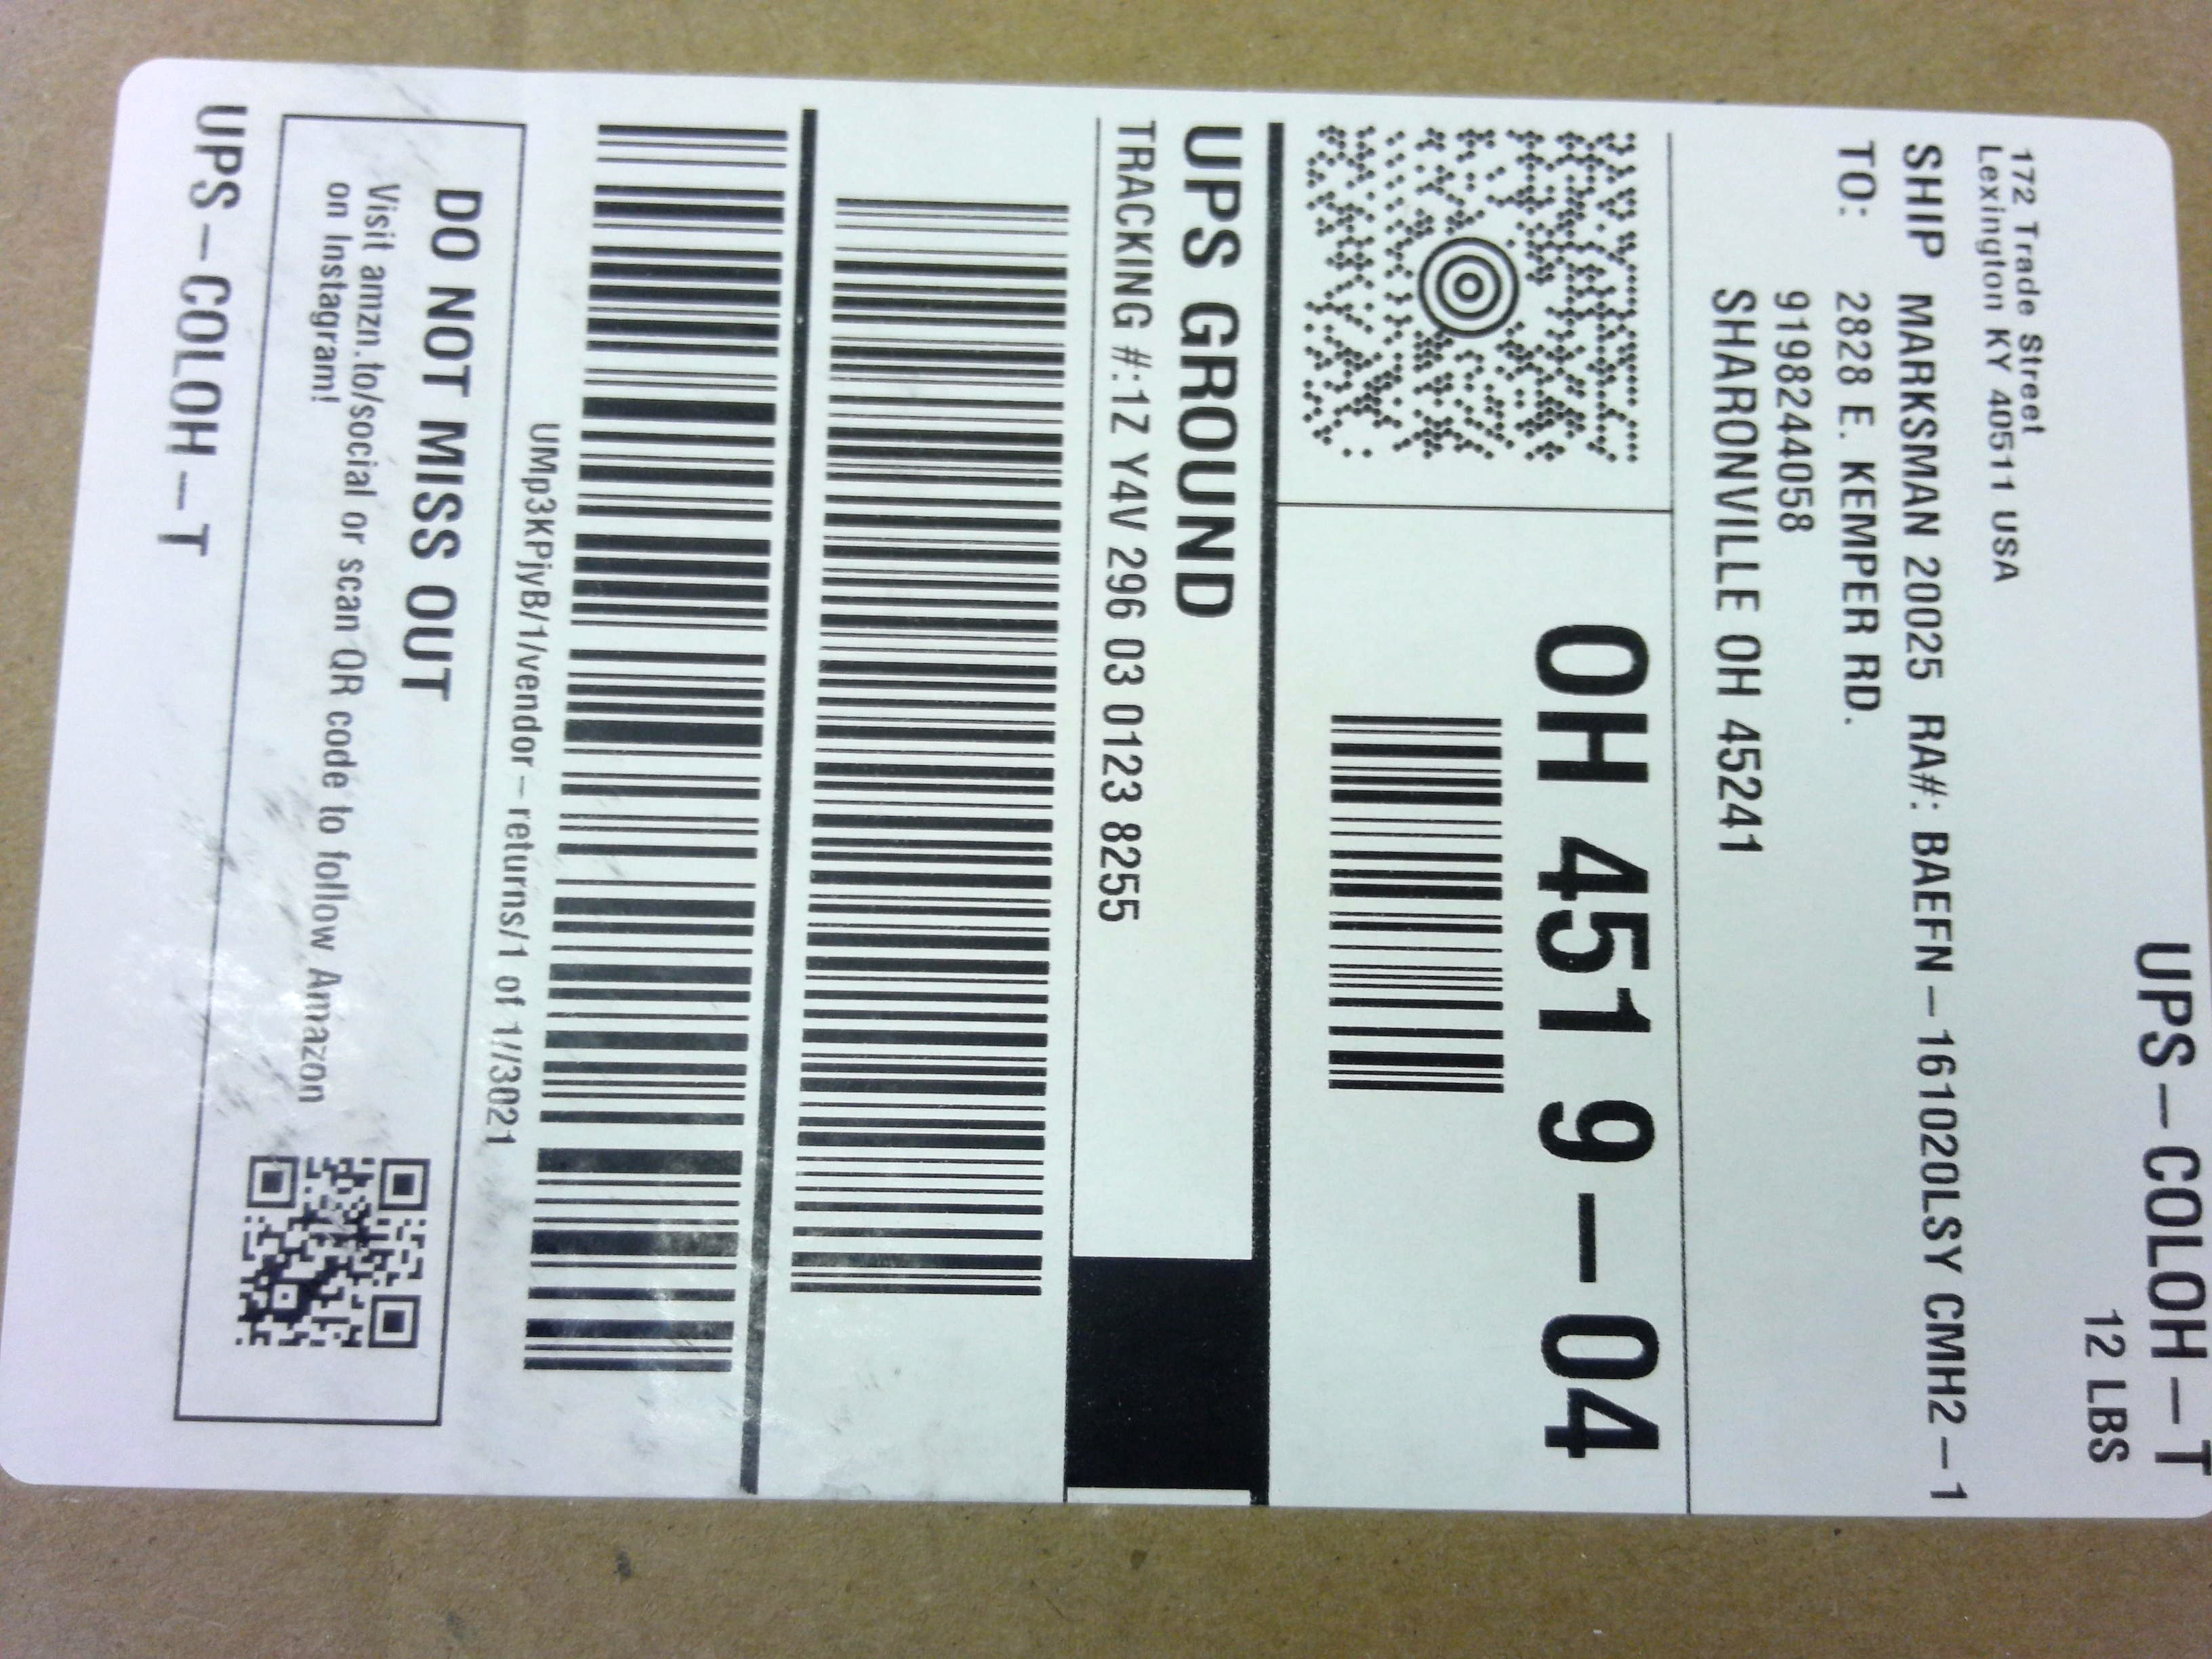 UPS-COLOH-T
12 LBS
172 Trade Street
Lexington KY 40511 USA
SHIP MARKSMAN 20025 RA#: BAEFN-161020LSY CMH2-1
TO: 2828 E. KEMPER RD.
9198244058
SHARONVILLE OH 45241
OH 451 9-04
UPS GROUND
TRACKING #:1Z Y4V 296 03 0123 8255
UMp3KPjyB/1/vendor-returns/1 of 1//3021
DO NOT MISS OUT
Visit amzn.to/social or scan QR code to follow Amazon
on Instagram!
UPS-COLOH-T